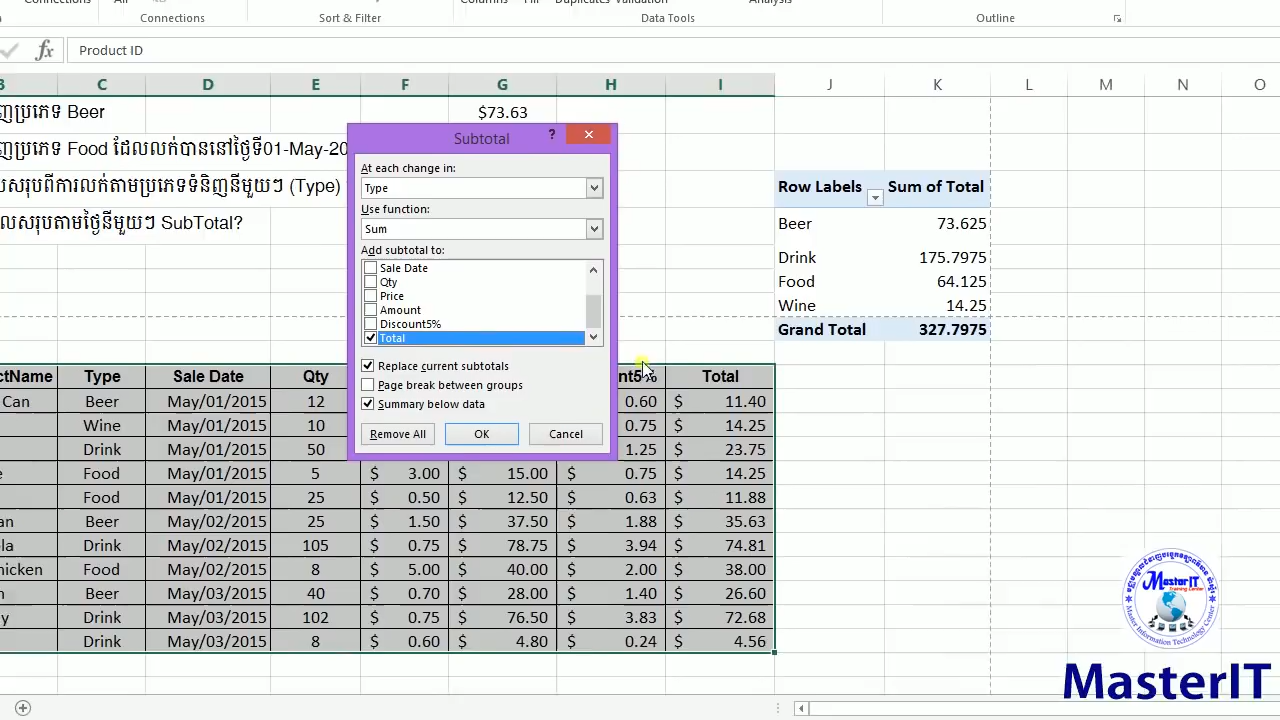 Connections
All
Columns
Fill
Duplicates Validation
Analysis
Connections
Sort & Filter
Data Tools
Outline
fx
Product ID
B C D E F G H I J K L M N O
ញប្រភេទ Beer
$73.63
ញប្រភេទ Food ដែលលក់បាននៅថ្ងៃទី01-May-20
សរុបពីការលក់តាមប្រភេទទំនិញនីមួយៗ (Type)
លសរុបតាមថ្ងៃនីមួយៗ SubTotal?
Subtotal
?
At each change in:
Type
Use function:
Sum
Add subtotal to:
Sale Date
Qty
Price
Amount
Discount5%
Total
Replace current subtotals
Page break between groups
Summary below data
Remove All
OK
Cancel
Row Labels Sum of Total
Beer 73.625
Drink 175.7975
Food 64.125
Wine 14.25
Grand Total 327.7975
ctName Type Sale Date Qty nt5% Total
Can Beer May/01/2015 12 0.60 $ 11.40
Wine May/01/2015 10 0.75 $ 14.25
Drink May/01/2015 50 1.25 $ 23.75
e Food May/01/2015 5 $ 3.00 $ 15.00 $ 0.75 $ 14.25
Food May/01/2015 25 $ 0.50 $ 12.50 $ 0.63 $ 11.88
an Beer May/02/2015 25 $ 1.50 $ 37.50 $ 1.88 $ 35.63
la Drink May/02/2015 105 $ 0.75 $ 78.75 $ 3.94 $ 74.81
hicken Food May/02/2015 8 $ 5.00 $ 40.00 $ 2.00 $ 38.00
n Beer May/03/2015 40 $ 0.70 $ 28.00 $ 1.40 $ 26.60
y Drink May/03/2015 102 $ 0.75 $ 76.50 $ 3.83 $ 72.68
Drink May/03/2015 8 $ 0.60 $ 4.80 $ 0.24 $ 4.56
MasterIT
Training Center
Master Information Technology Center
MasterIT